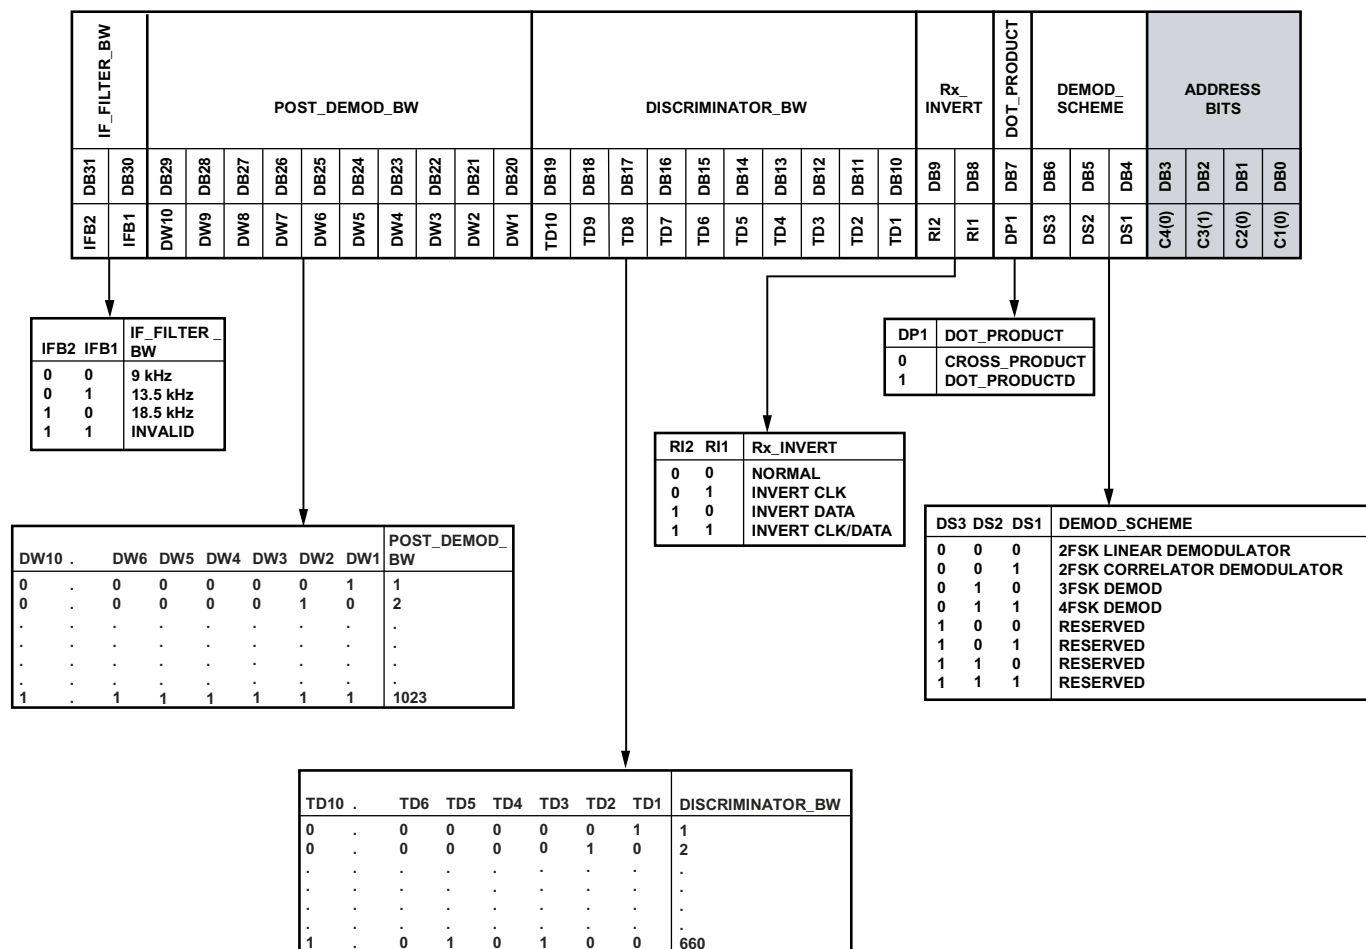 IF_FILTER_BW
POST_DEMOD_BW
DISCRIMINATOR_BW
Rx_
INVERT
DOT_PRODUCT
DEMOD_
SCHEME
ADDRESS
BITS
DB31 DB30 DB29 DB28 DB27 DB26 DB25 DB24 DB23 DB22 DB21 DB20 DB19 DB18 DB17 DB16 DB15 DB14 DB13 DB12 DB11 DB10 DB9 DB8 DB7 DB6 DB5 DB4 DB3 DB2 DB1 DB0
IFB2 IFB1 DW10 DW9 DW8 DW7 DW6 DW5 DW4 DW3 DW2 DW1 TD10 TD9 TD8 TD7 TD6 TD5 TD4 TD3 TD2 TD1 RI2 RI1 DP1 DS3 DS2 DS1 C4(0) C3(1) C2(0) C1(0)
IFB2 IFB1 IF_FILTER_
BW
0 0 9 kHz
0 1 13.5 kHz
1 0 18.5 kHz
1 1 INVALID
DP1 DOT_PRODUCT
0 CROSS_PRODUCT
1 DOT_PRODUCTD
RI2 RI1 Rx_INVERT
0 0 NORMAL
0 1 INVERT CLK
1 0 INVERT DATA
1 1 INVERT CLK/DATA
DS3 DS2 DS1 DEMOD_SCHEME
0 0 0 2FSK LINEAR DEMODULATOR
0 0 1 2FSK CORRELATOR DEMODULATOR
0 1 0 3FSK DEMOD
0 1 1 4FSK DEMOD
1 0 0 RESERVED
1 0 1 RESERVED
1 1 0 RESERVED
1 1 1 RESERVED
DW10 . DW6 DW5 DW4 DW3 DW2 DW1 POST_DEMOD_
BW
0 . 0 0 0 0 0 1 1
0 . 0 0 0 0 1 0 2
. . . . . . . . .
. . . . . . . . .
. . . . . . . . .
. . . . . . . . .
1 . 1 1 1 1 1 1 1023
TD10 . TD6 TD5 TD4 TD3 TD2 TD1 DISCRIMINATOR_BW
0 . 0 0 0 0 0 1 1
0 . 0 0 0 0 1 0 2
. . . . . . . . .
. . . . . . . . .
. . . . . . . . .
. . . . . . . . .
1 . 0 1 0 1 0 0 660